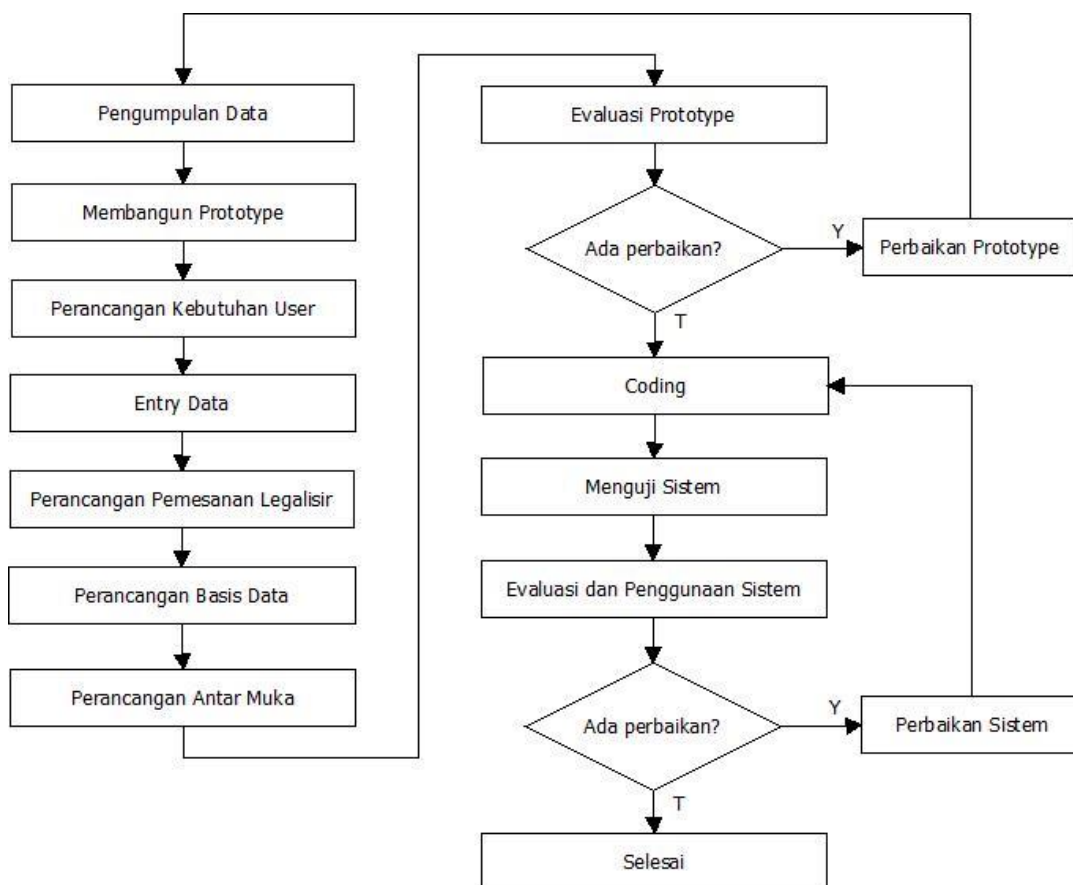 Pengumpulan Data
Membangun Prototype
Perancangan Kebutuhan User
Entry Data
Perancangan Pemesanan Legalisir
Perancangan Basis Data
Perancangan Antar Muka
Evaluasi Prototype
Ada perbaikan?
Y
Perbaikan Prototype
T
Coding
Menguji Sistem
Evaluasi dan Penggunaan Sistem
Ada perbaikan?
Y
Perbaikan Sistem
T
Selesai